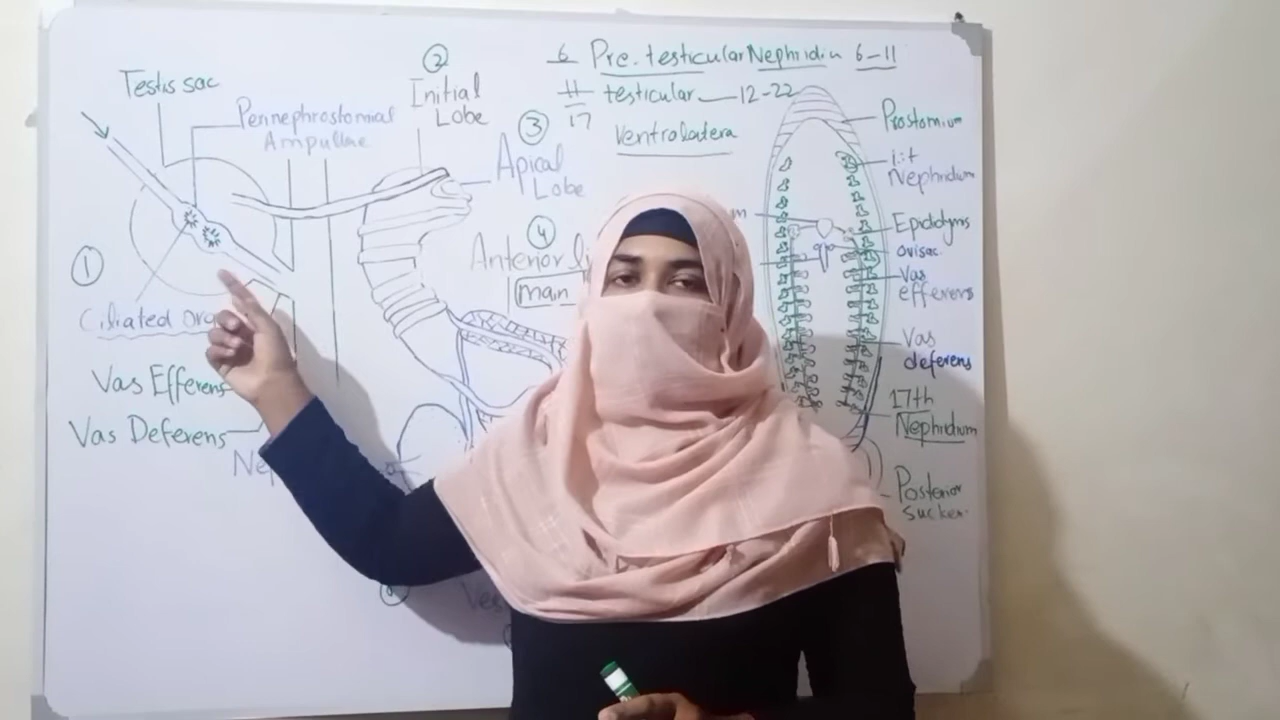 Testis sac
Perinephrostomial
Ampullae
①
Ciliated org
Vas Efferens
Vas Deferens
②
Initial
Lobe
③
Apical
Lobe
④
Anterior
main
6 Pre-testicular Nephridia 6-11
11 testicular 12-22
17
Ventrolatera
Prostomium
Nephridium
ovisac
Vas
efferens
Vas
deferens
17th
Nephridium
Posterior
sucker